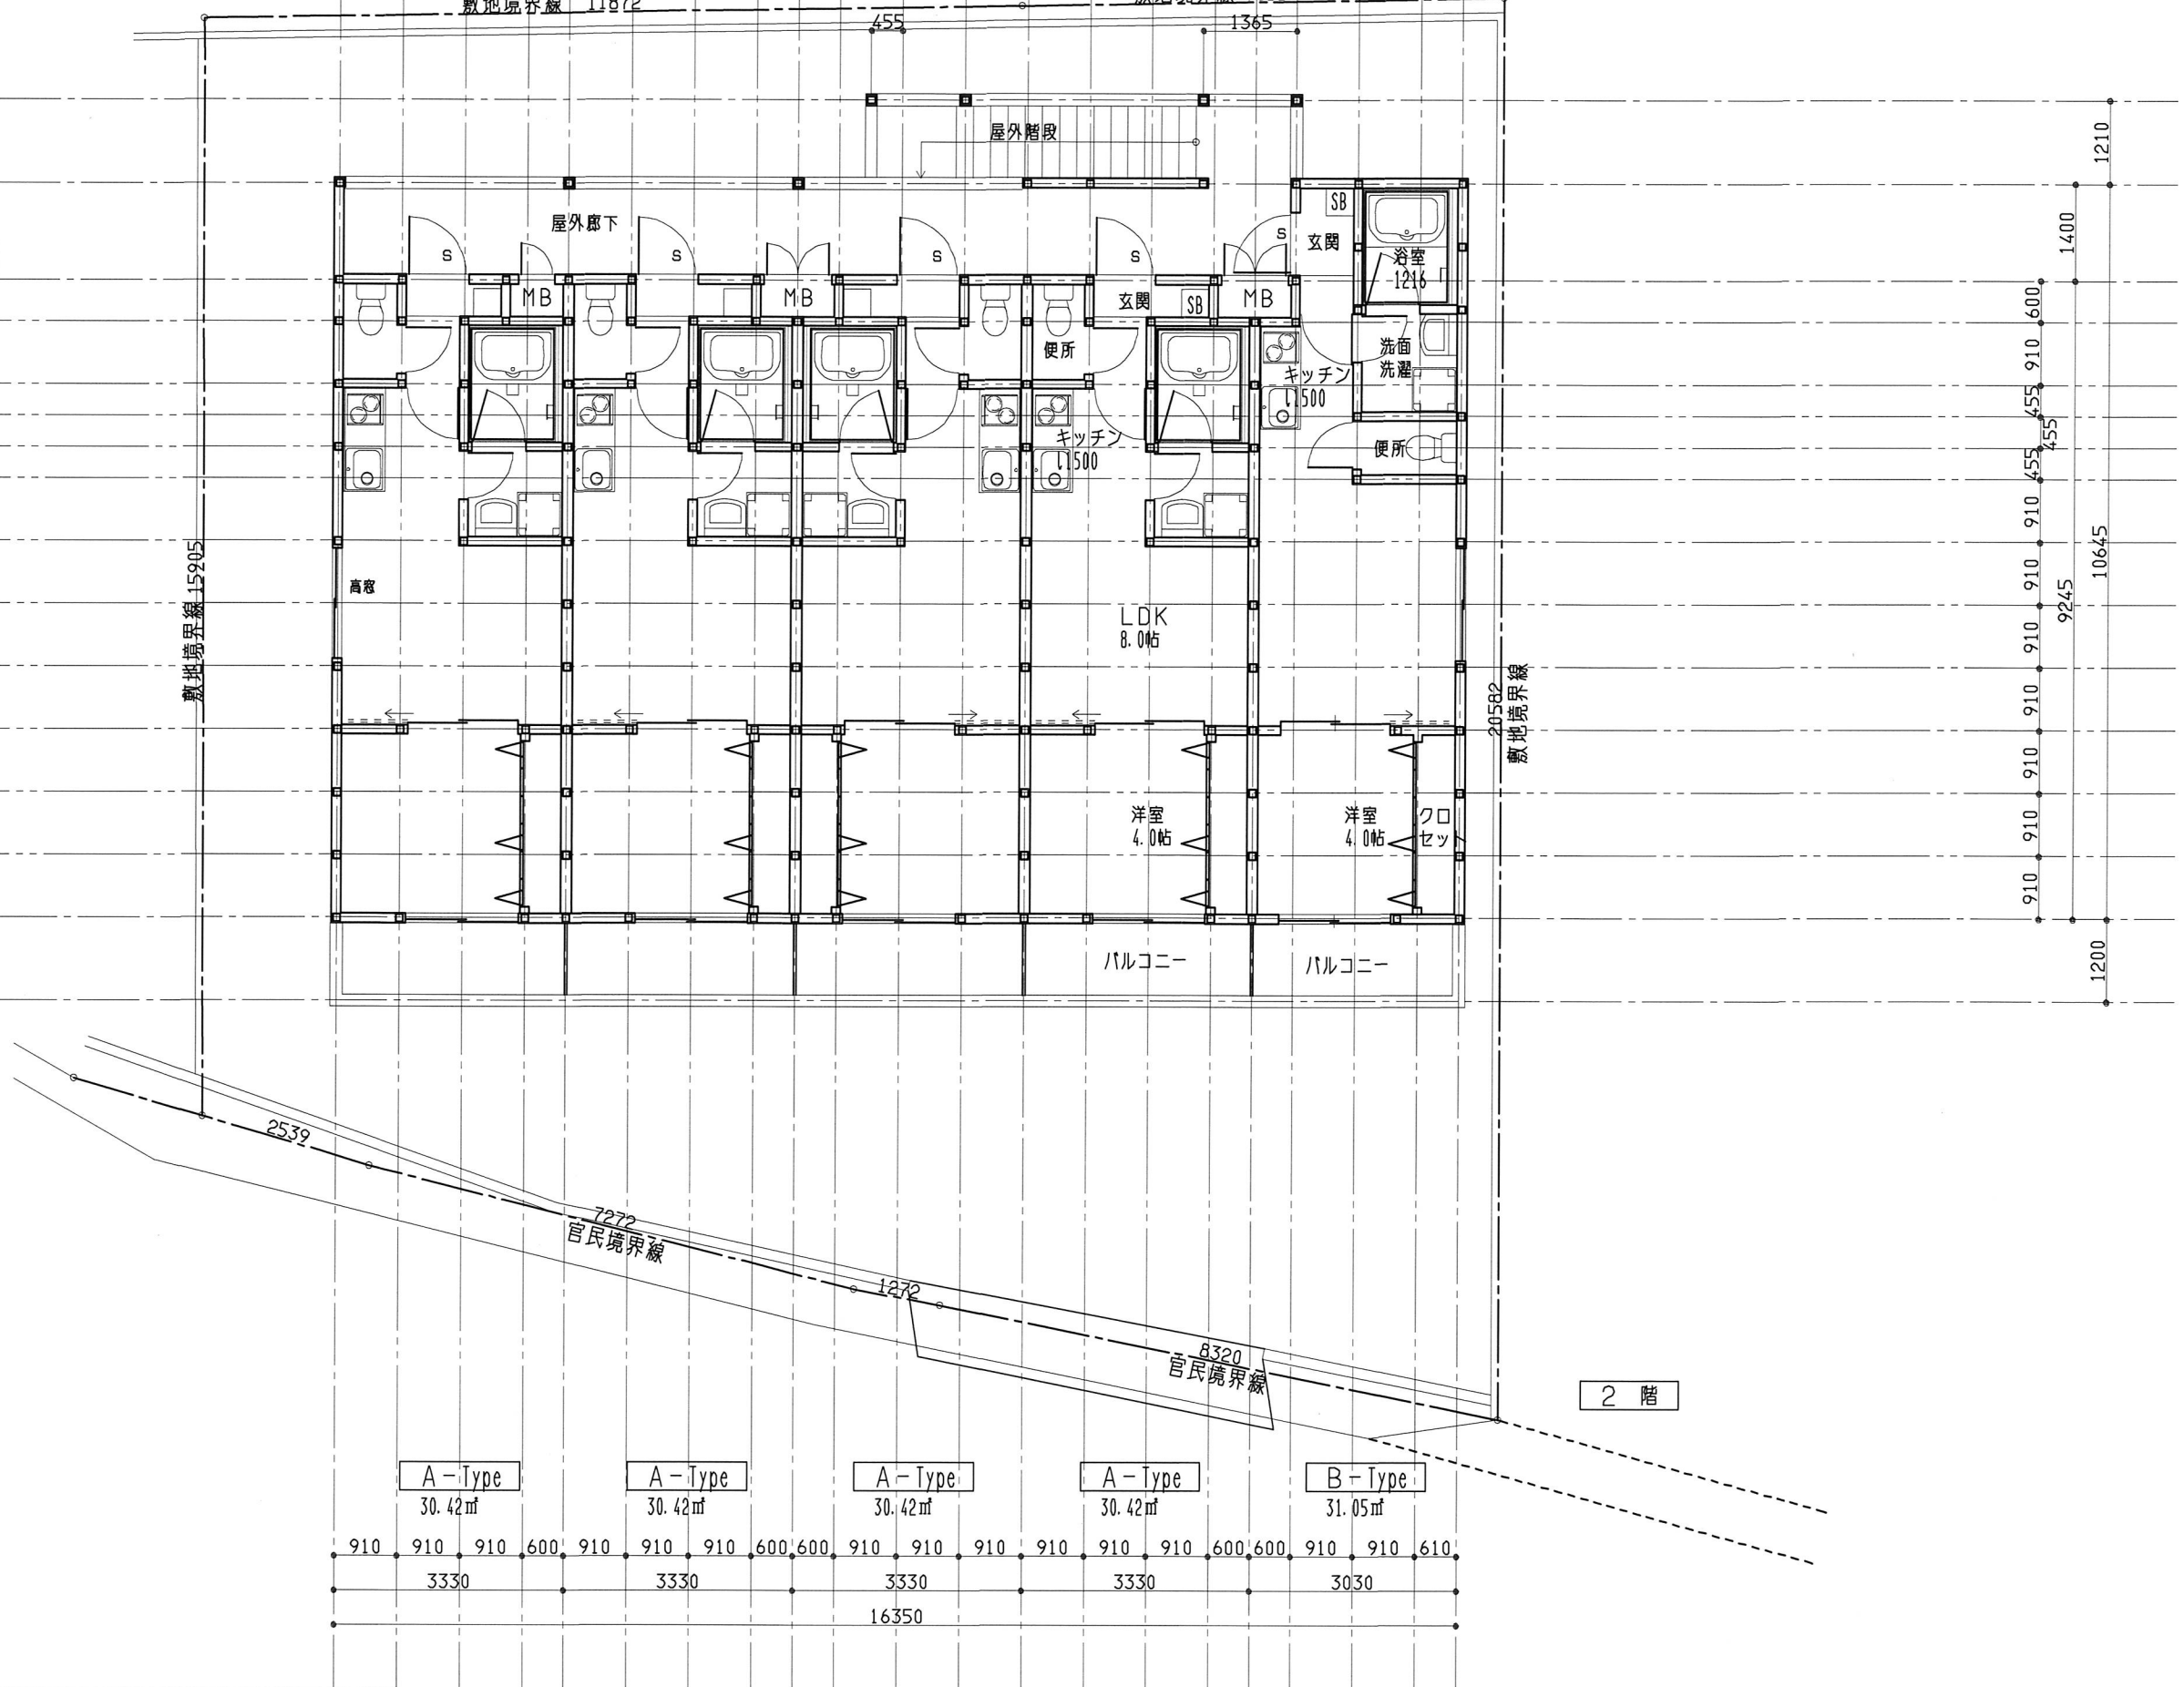 敷地境界線 11872
敷地境界線
455
1365
屋外階段
1210
屋外廊下
SB
S
S
S
S
S
玄関
浴室
1216
1400
MB
MB
玄関
SB
MB
600
便所
キッチン
L1500
洗面
洗濯
910
455
455
455
キッチン
L1500
便所
910
敷地境界線 15905
高窓
910
9245
10645
LDK
8.0帖
910
20582
敷地境界線
910
910
洋室
4.0帖
洋室
4.0帖
クロ
セット
910
910
バルコニー
バルコニー
1200
2539
7272
官民境界線
1272
8320
官民境界線
2 階
A-Type
30.42㎡
A-Type
30.42㎡
A-Type
30.42㎡
A-Type
30.42㎡
B-Type
31.05㎡
910 910 910 600 910 910 910 600 600 910 910 910 910 910 910 600 600 910 910 610
3330 3330 3330 3330 3030
16350